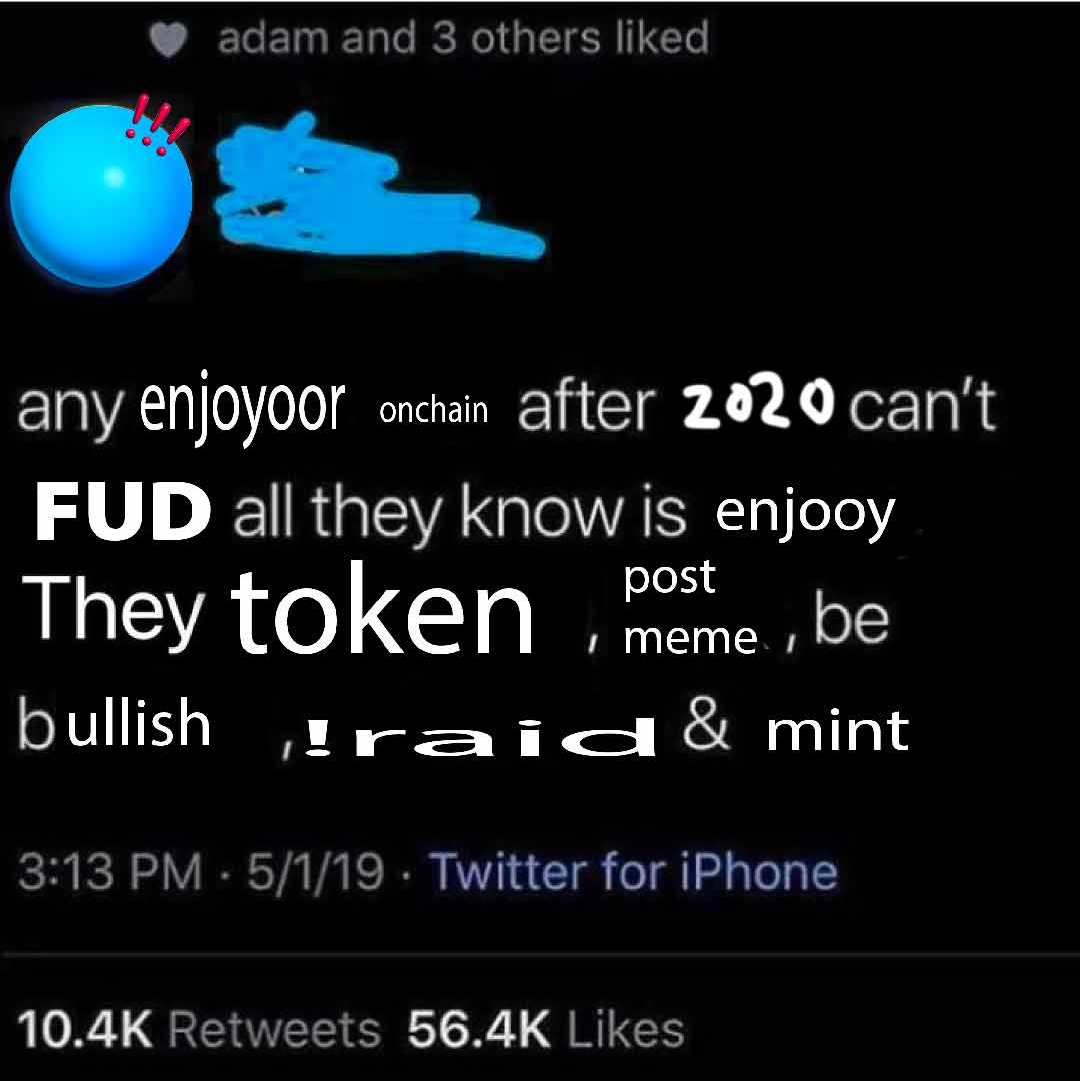 adam and 3 others liked
!!!
any enjoyoor onchain after 2020 can't
FUD all they know is enjooy
They token , post meme , be
bullish , !raid & mint
3:13 PM · 5/1/19 · Twitter for iPhone
10.4K Retweets 56.4K Likes